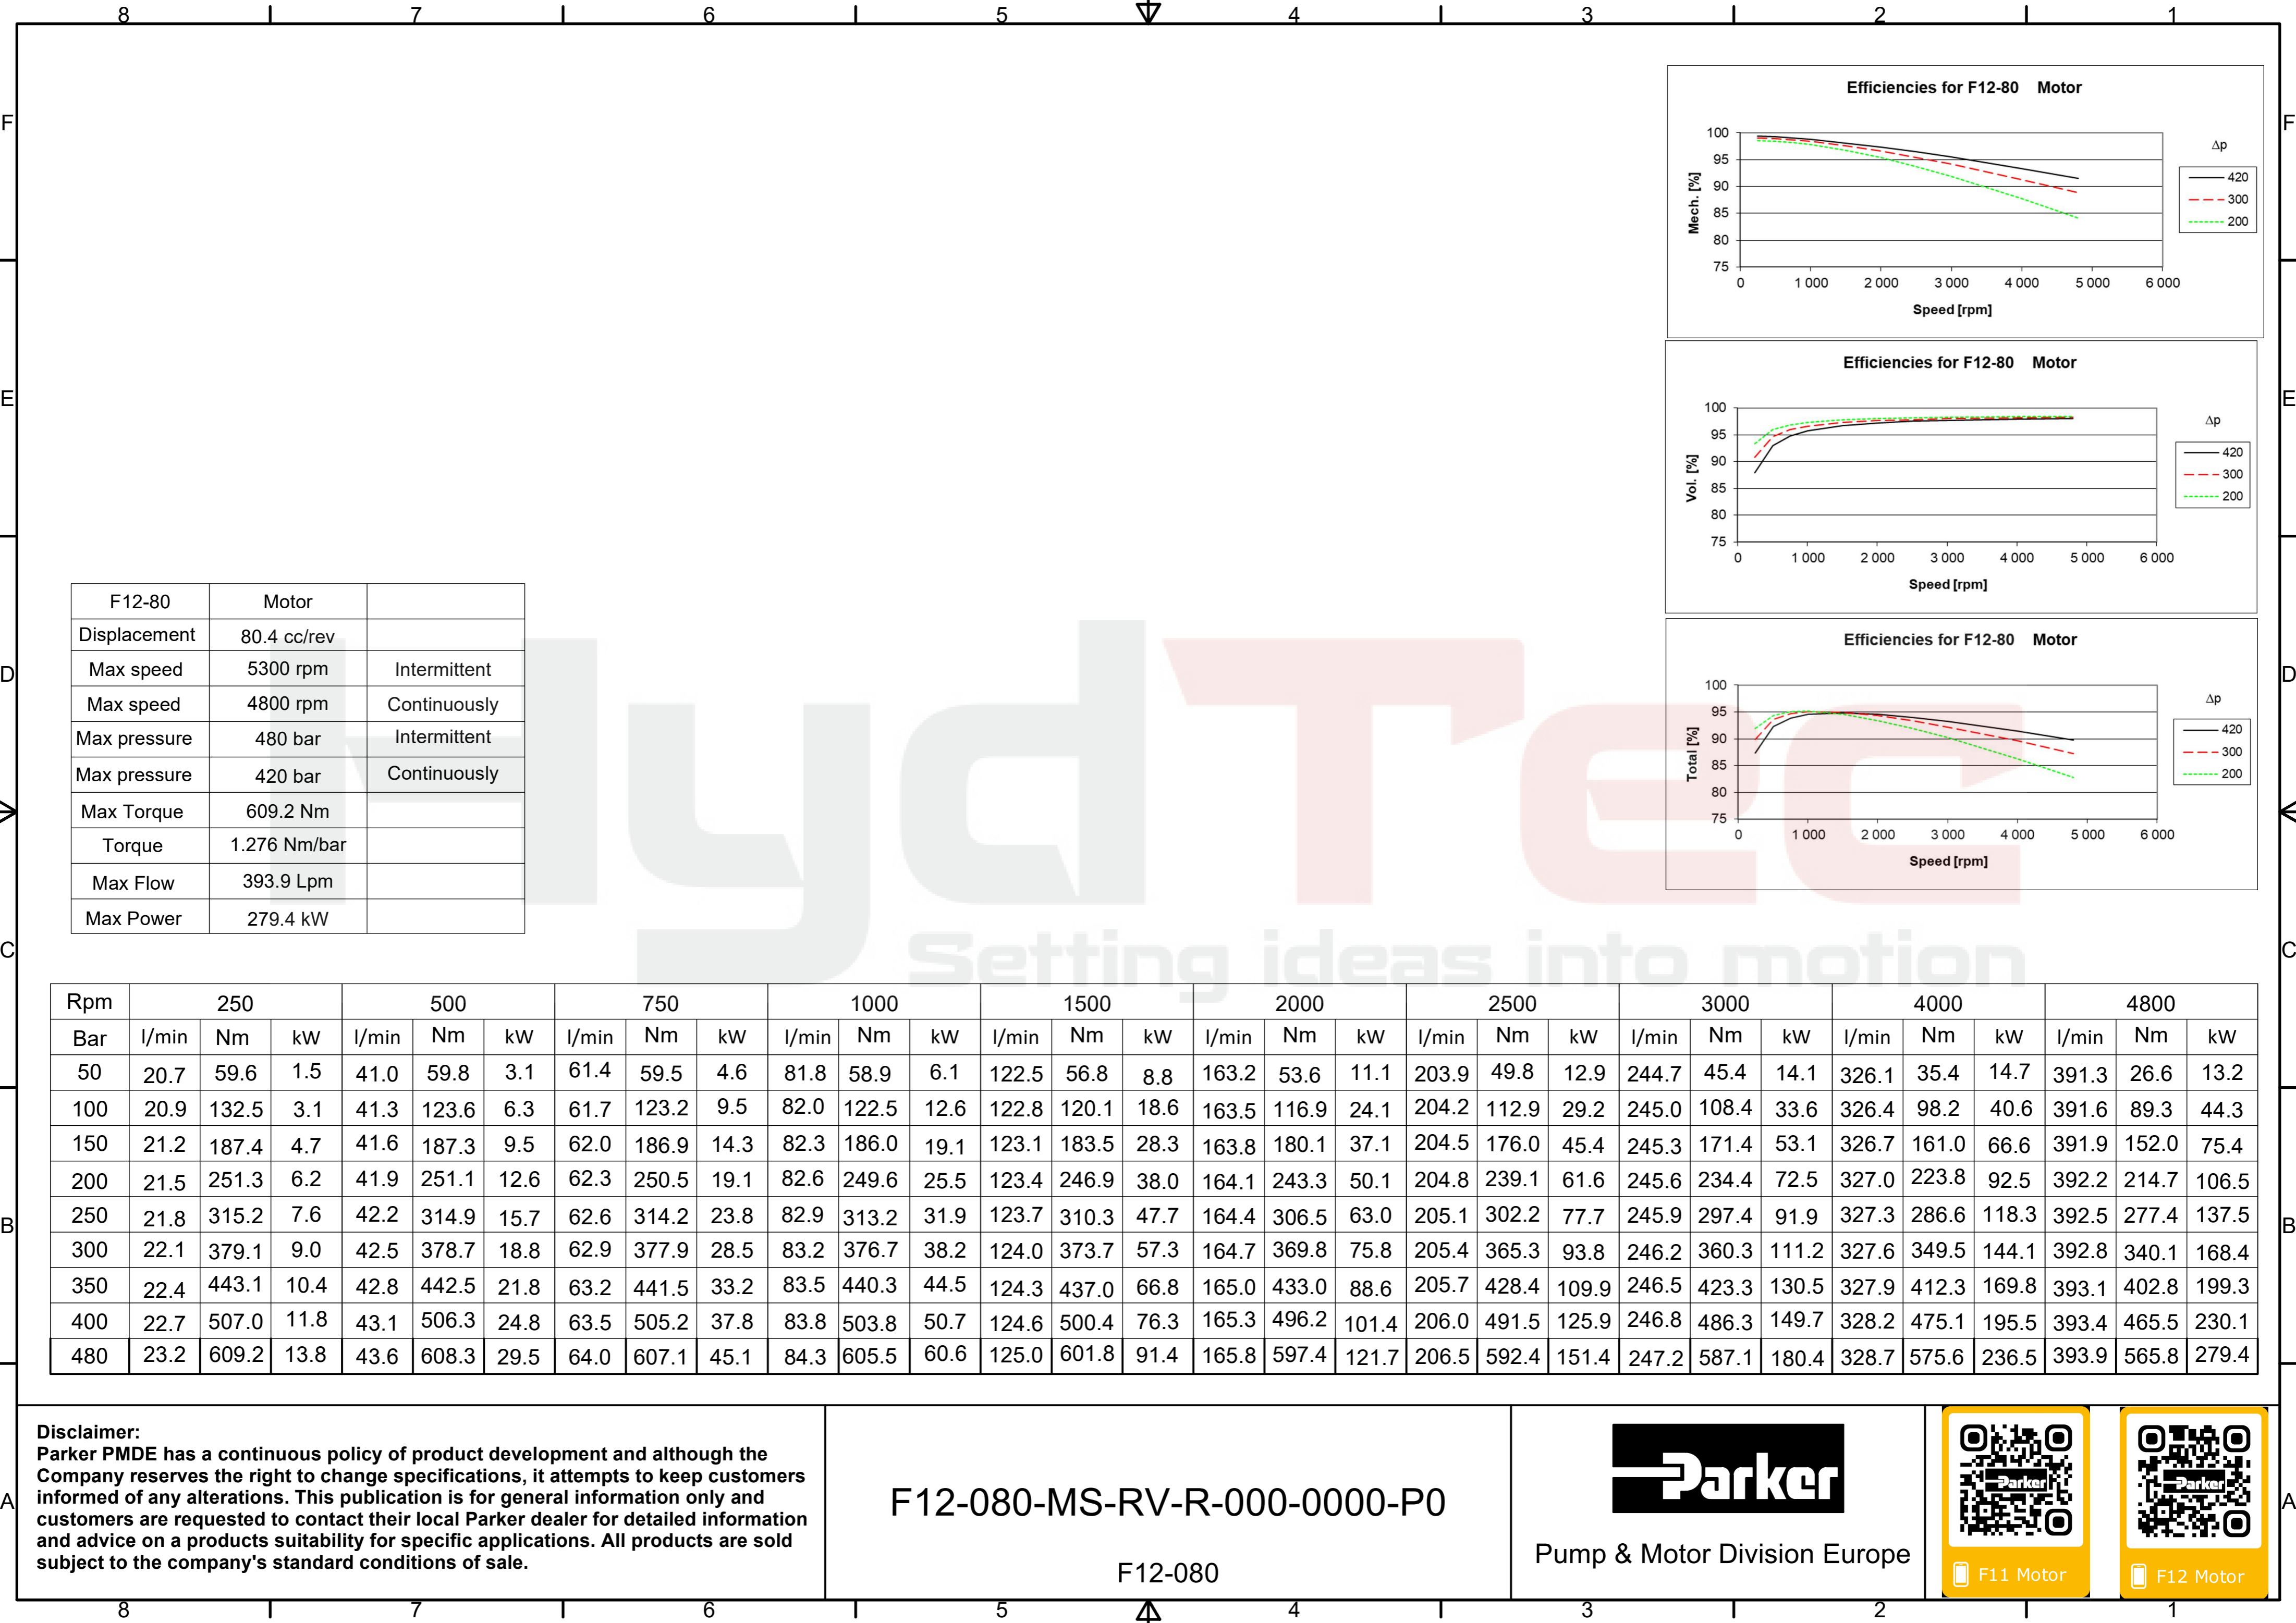 8 7 6 5 4 3 2 1
F F
E E
D D
C C
B B
A A
Efficiencies for F12-80 Motor
Mech. [%]
100
95
90
85
80
75
0 1 000 2 000 3 000 4 000 5 000 6 000
Speed [rpm]
Δp
420
300
200
Efficiencies for F12-80 Motor
Vol. [%]
100
95
90
85
80
75
0 1 000 2 000 3 000 4 000 5 000 6 000
Speed [rpm]
Δp
420
300
200
Efficiencies for F12-80 Motor
Total [%]
100
95
90
85
80
75
0 1 000 2 000 3 000 4 000 5 000 6 000
Speed [rpm]
Δp
420
300
200
F12-80 Motor
Displacement 80.4 cc/rev
Max speed 5300 rpm Intermittent
Max speed 4800 rpm Continuously
Max pressure 480 bar Intermittent
Max pressure 420 bar Continuously
Max Torque 609.2 Nm
Torque 1.276 Nm/bar
Max Flow 393.9 Lpm
Max Power 279.4 kW
HydTec
Setting ideas into motion
Rpm 250 500 750 1000 1500 2000 2500 3000 4000 4800
Bar l/min Nm kW l/min Nm kW l/min Nm kW l/min Nm kW l/min Nm kW l/min Nm kW l/min Nm kW l/min Nm kW l/min Nm kW l/min Nm kW
50 20.7 59.6 1.5 41.0 59.8 3.1 61.4 59.5 4.6 81.8 58.9 6.1 122.5 56.8 8.8 163.2 53.6 11.1 203.9 49.8 12.9 244.7 45.4 14.1 326.1 35.4 14.7 391.3 26.6 13.2
100 20.9 132.5 3.1 41.3 123.6 6.3 61.7 123.2 9.5 82.0 122.5 12.6 122.8 120.1 18.6 163.5 116.9 24.1 204.2 112.9 29.2 245.0 108.4 33.6 326.4 98.2 40.6 391.6 89.3 44.3
150 21.2 187.4 4.7 41.6 187.3 9.5 62.0 186.9 14.3 82.3 186.0 19.1 123.1 183.5 28.3 163.8 180.1 37.1 204.5 176.0 45.4 245.3 171.4 53.1 326.7 161.0 66.6 391.9 152.0 75.4
200 21.5 251.3 6.2 41.9 251.1 12.6 62.3 250.5 19.1 82.6 249.6 25.5 123.4 246.9 38.0 164.1 243.3 50.1 204.8 239.1 61.6 245.6 234.4 72.5 327.0 223.8 92.5 392.2 214.7 106.5
250 21.8 315.2 7.6 42.2 314.9 15.7 62.6 314.2 23.8 82.9 313.2 31.9 123.7 310.3 47.7 164.4 306.5 63.0 205.1 302.2 77.7 245.9 297.4 91.9 327.3 286.6 118.3 392.5 277.4 137.5
300 22.1 379.1 9.0 42.5 378.7 18.8 62.9 377.9 28.5 83.2 376.7 38.2 124.0 373.7 57.3 164.7 369.8 75.8 205.4 365.3 93.8 246.2 360.3 111.2 327.6 349.5 144.1 392.8 340.1 168.4
350 22.4 443.1 10.4 42.8 442.5 21.8 63.2 441.5 33.2 83.5 440.3 44.5 124.3 437.0 66.8 165.0 433.0 88.6 205.7 428.4 109.9 246.5 423.3 130.5 327.9 412.3 169.8 393.1 402.8 199.3
400 22.7 507.0 11.8 43.1 506.3 24.8 63.5 505.2 37.8 83.8 503.8 50.7 124.6 500.4 76.3 165.3 496.2 101.4 206.0 491.5 125.9 246.8 486.3 149.7 328.2 475.1 195.5 393.4 465.5 230.1
480 23.2 609.2 13.8 43.6 608.3 29.5 64.0 607.1 45.1 84.3 605.5 60.6 125.0 601.8 91.4 165.8 597.4 121.7 206.5 592.4 151.4 247.2 587.1 180.4 328.7 575.6 236.5 393.9 565.8 279.4
Disclaimer:
Parker PMDE has a continuous policy of product development and although the
Company reserves the right to change specifications, it attempts to keep customers
informed of any alterations. This publication is for general information only and
customers are requested to contact their local Parker dealer for detailed information
and advice on a products suitability for specific applications. All products are sold
subject to the company's standard conditions of sale.
F12-080-MS-RV-R-000-0000-P0
F12-080
Parker
Pump & Motor Division Europe
Parker
F11 Motor
Parker
F12 Motor
8 7 6 5 4 3 2 1